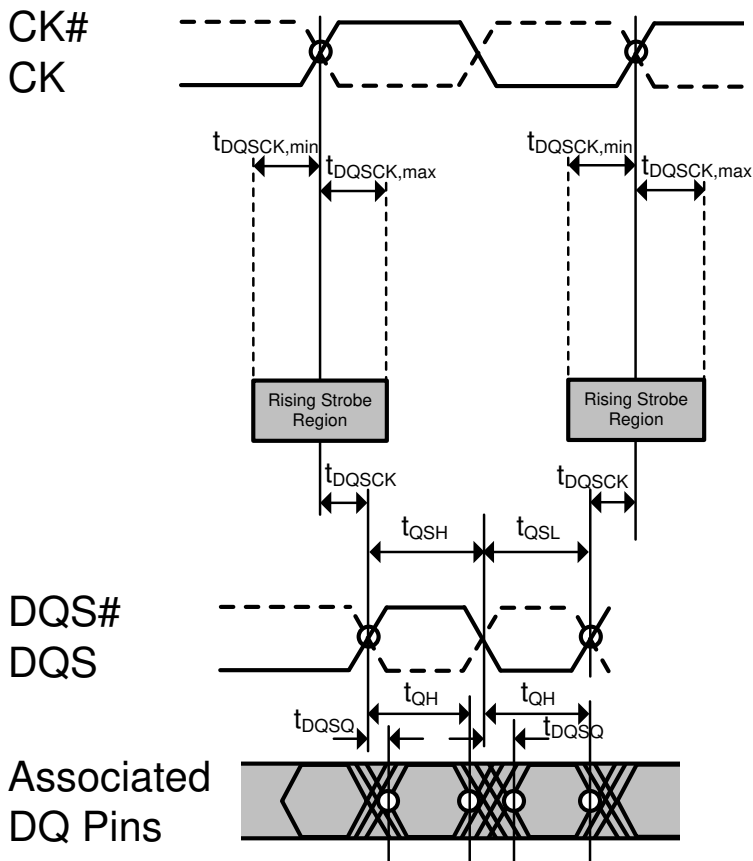 CK#
CK
tDQSCK,min
tDQSCK,max
tDQSCK,min
tDQSCK,max
Rising Strobe
Region
Rising Strobe
Region
tDQSCK
tDQSCK
tQSH
tQSL
DQS#
DQS
tQH
tQH
tDQSQ
tDQSQ
Associated
DQ Pins